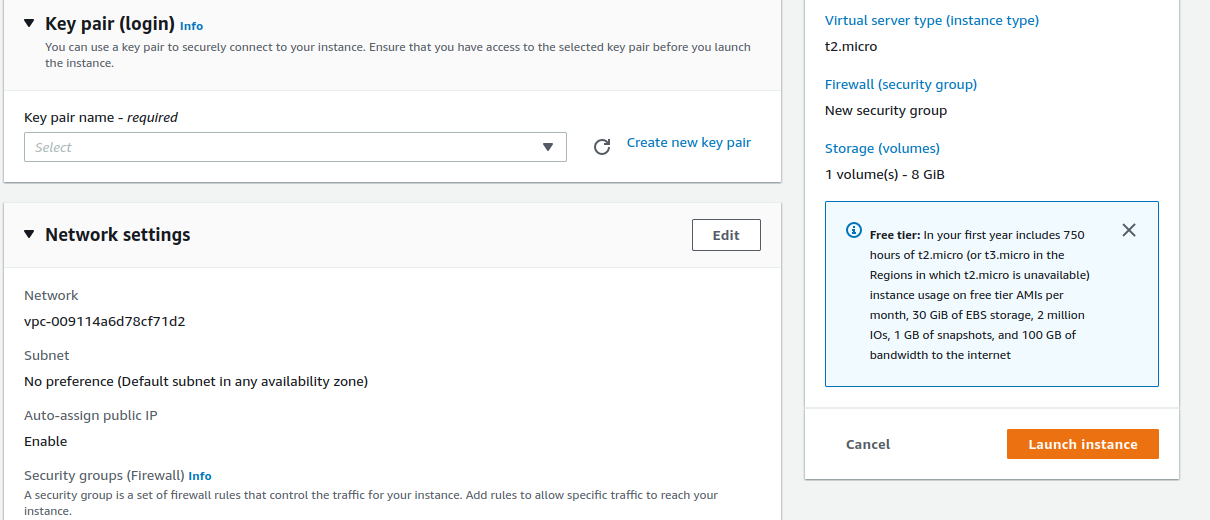 Key pair (login) Info
You can use a key pair to securely connect to your instance. Ensure that you have access to the selected key pair before you launch
the instance.
Key pair name - required
Select
Create new key pair
Network settings
Edit
Network
vpc-009114a6d78cf71d2
Subnet
No preference (Default subnet in any availability zone)
Auto-assign public IP
Enable
Security groups (Firewall) Info
A security group is a set of firewall rules that control the traffic for your instance. Add rules to allow specific traffic to reach your
instance.
Virtual server type (instance type)
t2.micro
Firewall (security group)
New security group
Storage (volumes)
1 volume(s) - 8 GiB
Free tier: In your first year includes 750
hours of t2.micro (or t3.micro in the
Regions in which t2.micro is unavailable)
instance usage on free tier AMIs per
month, 30 GiB of EBS storage, 2 million
IOs, 1 GB of snapshots, and 100 GB of
bandwidth to the internet
Cancel
Launch instance